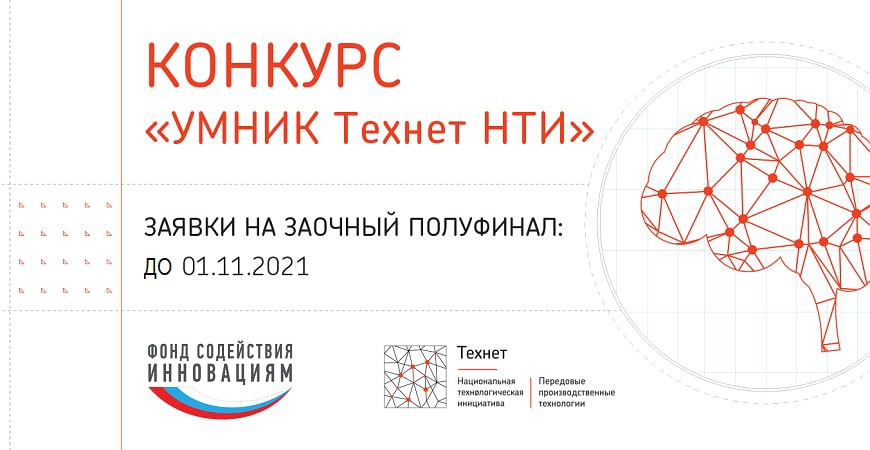 КОНКУРС
«УМНИК Технет НТИ»
ЗАЯВКИ НА ЗАОЧНЫЙ ПОЛУФИНАЛ:
ДО 01.11.2021
ФОНД СОДЕЙСТВИЯ
ИННОВАЦИЯМ
Технет
Национальная
технологическая
инициатива
Передовые
производственные
технологии